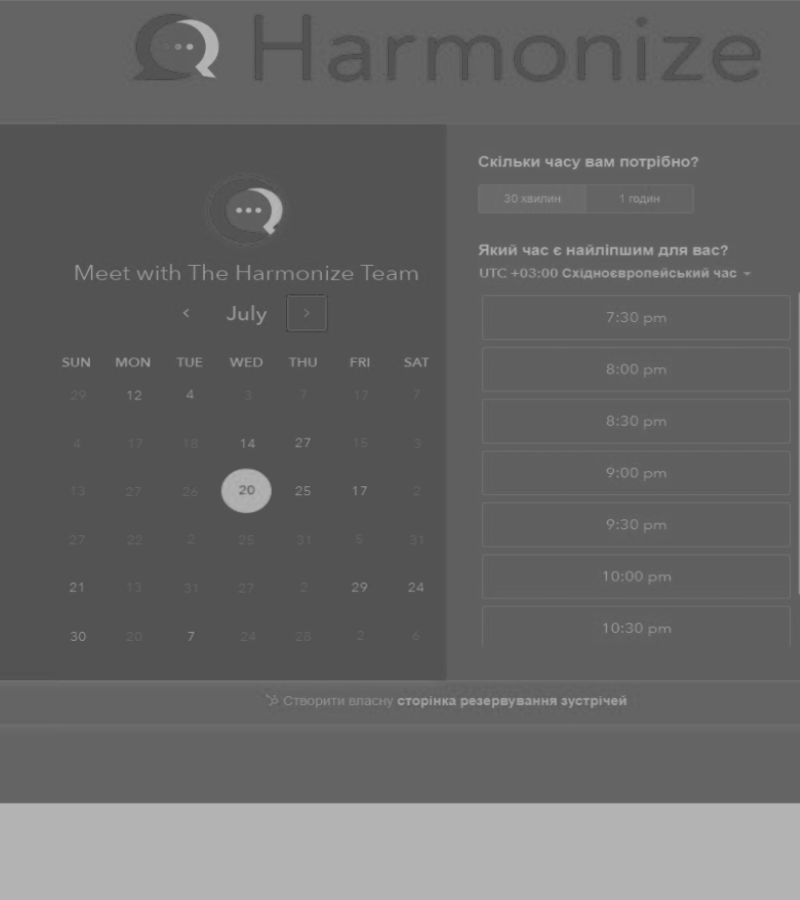 Harmonize
Meet with The Harmonize Team
July
SUN MON TUE WED THU FRI SAT
29 12 4 3 7 17 7
4 17 18 14 27 15 3
13 27 26 20 25 17 2
27 22 2 25 31 5 31
21 13 31 27 2 29 24
30 20 7 24 28 2 6
Скільки часу вам потрібно?
30 хвилин 1 годин
Який час є найліпшим для вас?
UTC +03:00 Східноєвропейський час
7:30 pm
8:00 pm
8:30 pm
9:00 pm
9:30 pm
10:00 pm
10:30 pm
Створити власну сторінка резервування зустрічей